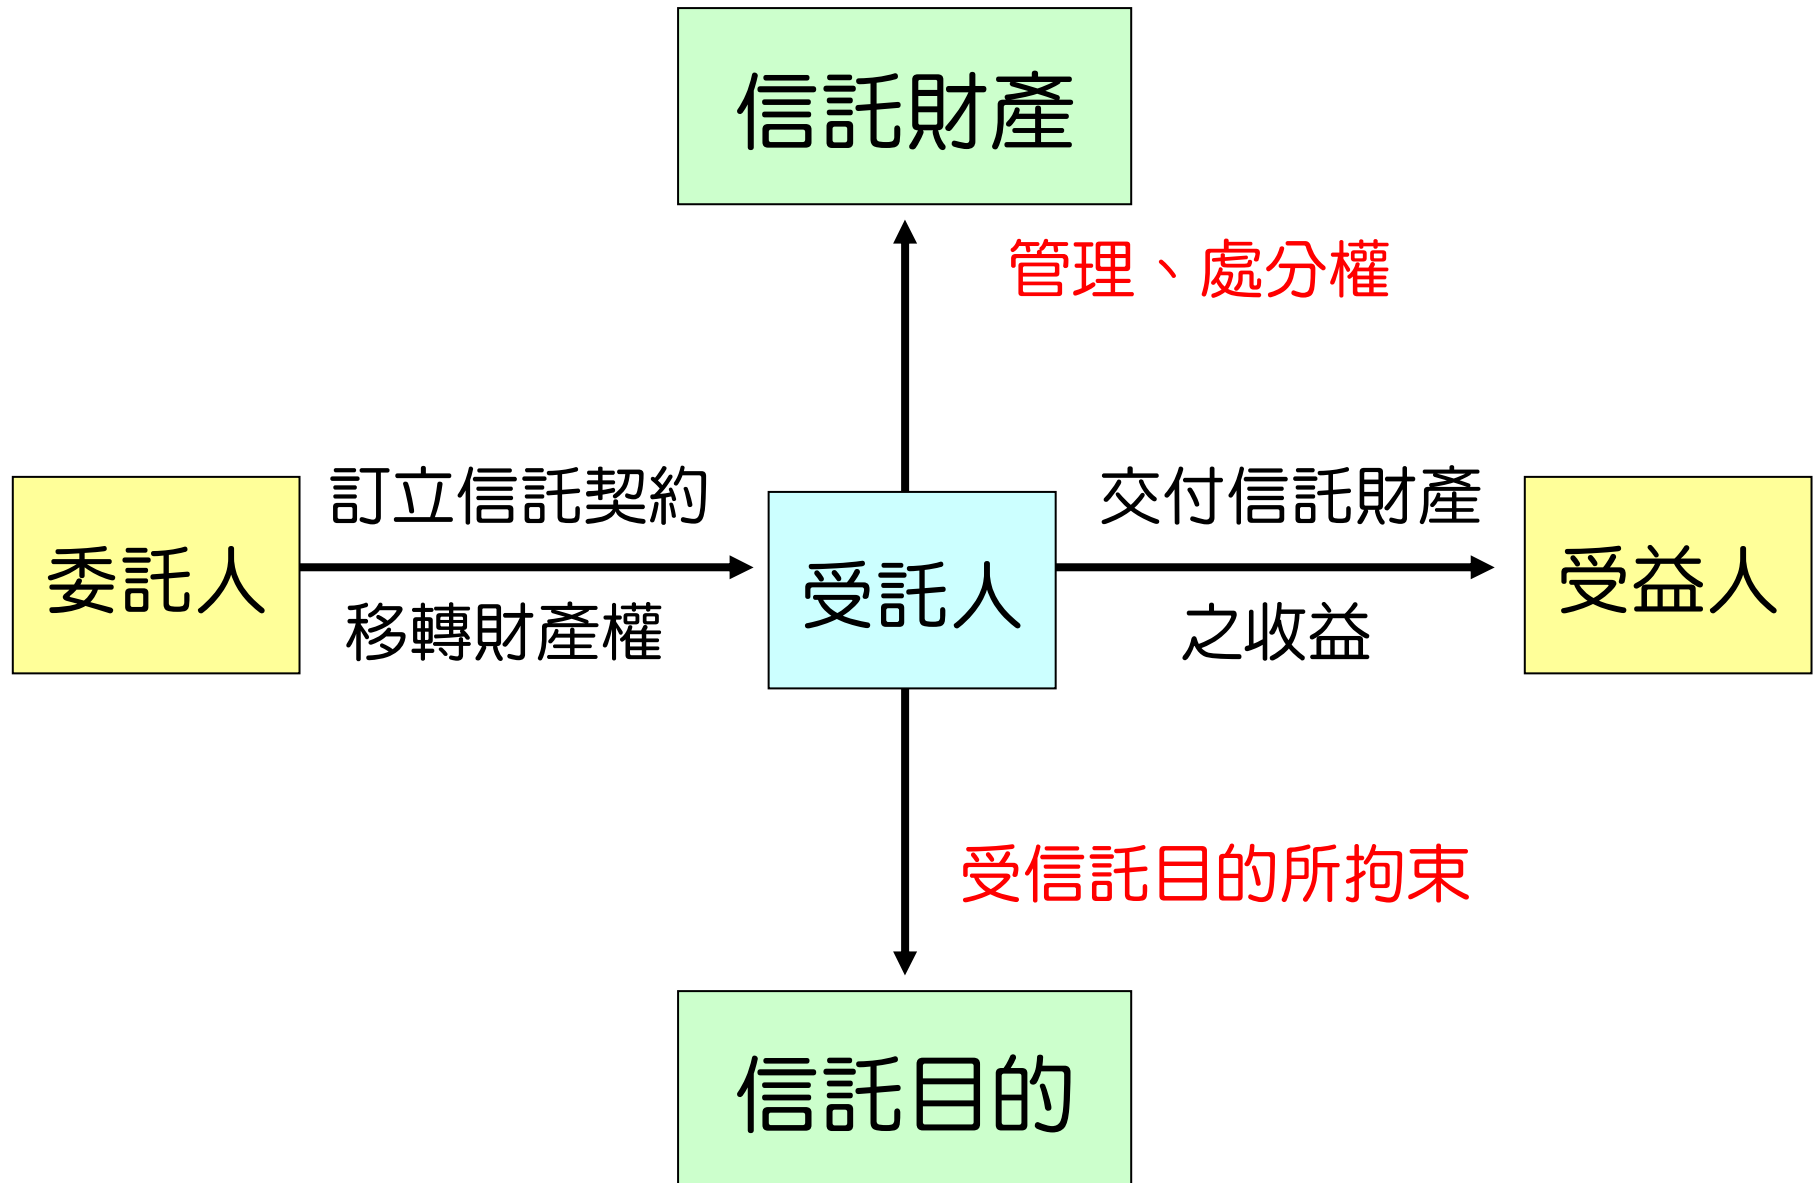 信託財產
管理、處分權
訂立信託契約
交付信託財產
委託人
受託人
受益人
移轉財產權
之收益
受信託目的所拘束
信託目的